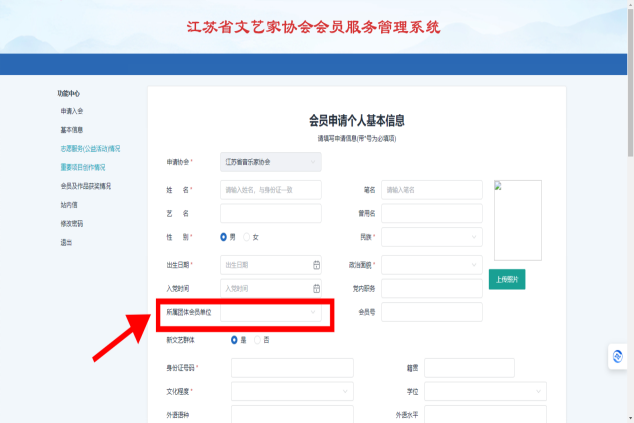 江苏省文艺家协会会员服务管理系统
功能中心
申请入会
基本信息
志愿服务(公益活动)情况
重要项目创作情况
会员及作品获奖情况
站内信
修改密码
退出
会员申请个人基本信息
请填写申请信息(带*号为必填项)
申请协会* 江苏省音乐家协会
姓 名* 请输入姓名，与身份证一致 笔名 请输入笔名
艺 名 曾用名
性 别* 男 女 民族*
出生日期* 出生日期 政治面貌*
上传照片
入党时间 入党时间 党内职务
所属团体会员单位 会员号
新文艺群体 是 否
身份证号码* 籍贯
文化程度* 学位
外语语种 外语水平